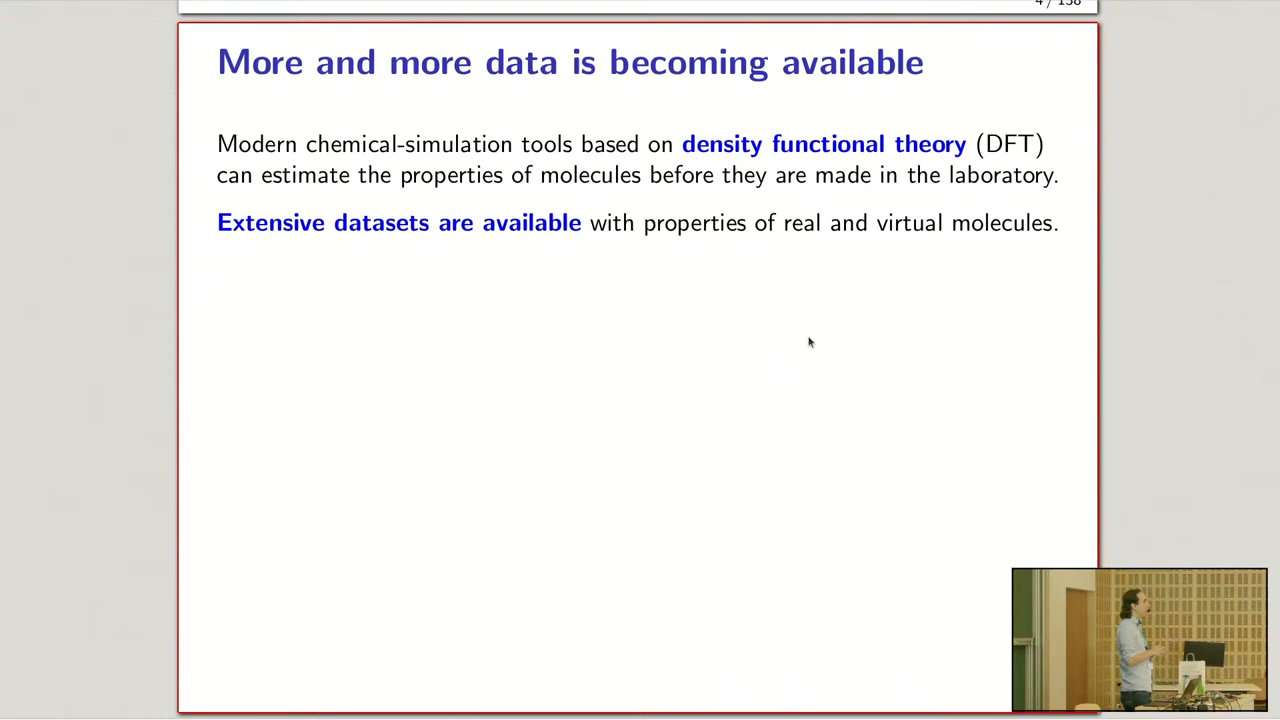 4 / 138
More and more data is becoming available
Modern chemical-simulation tools based on density functional theory (DFT)
can estimate the properties of molecules before they are made in the laboratory.
Extensive datasets are available with properties of real and virtual molecules.